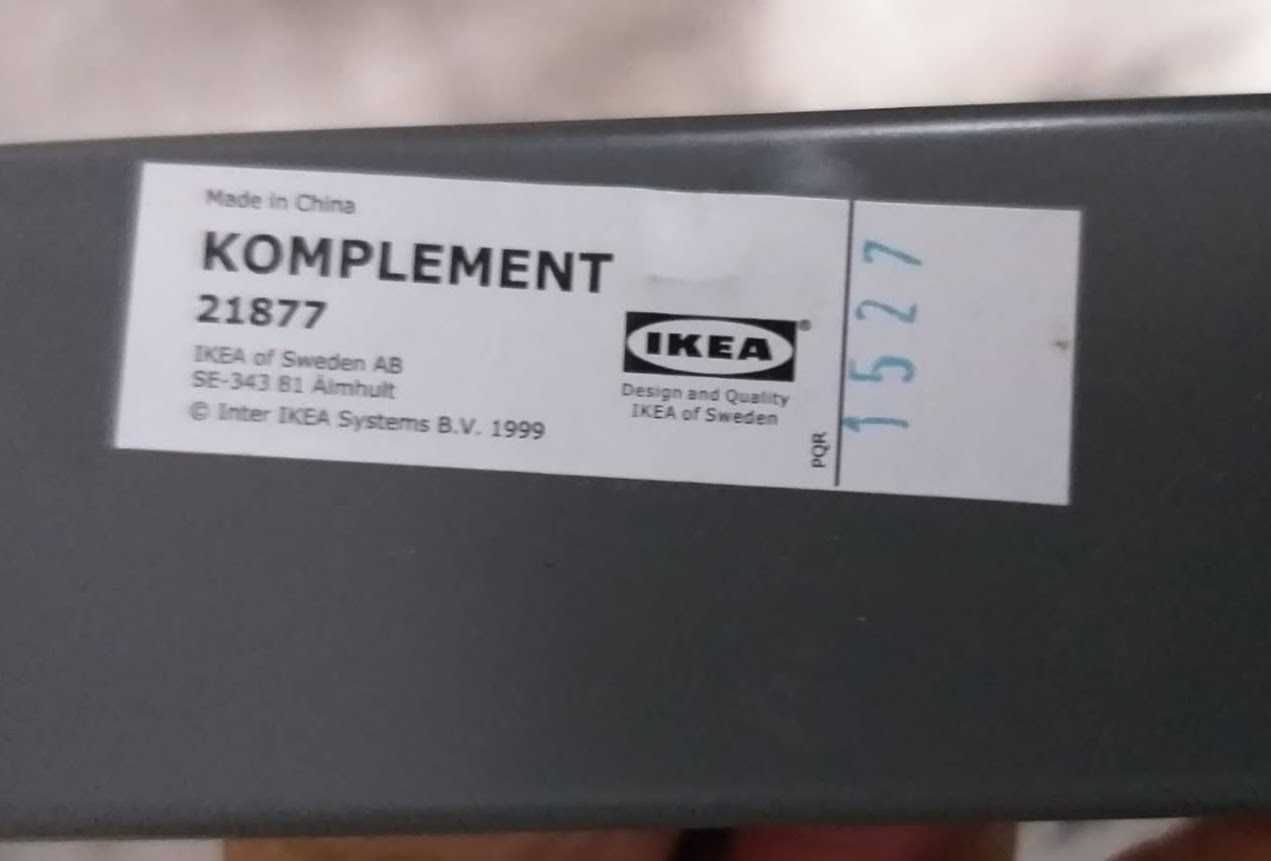 Made in China
KOMPLEMENT
21877
IKEA of Sweden AB
SE-343 81 Älmhult
© Inter IKEA Systems B.V. 1999
IKEA®
Design and Quality
IKEA of Sweden
PQR
1527